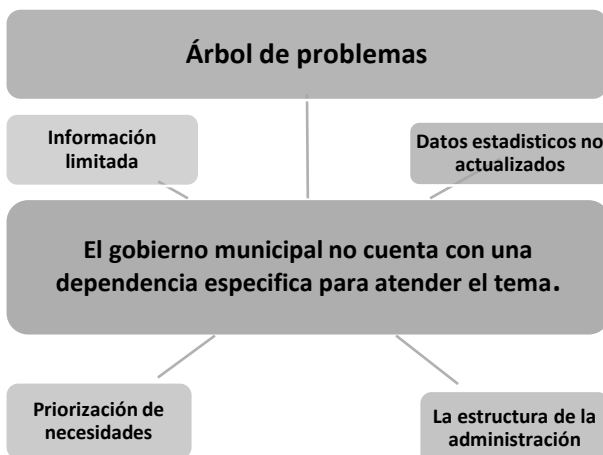 Árbol de problemas
Información
limitada
Datos estadisticos no
actualizados
El gobierno municipal no cuenta con una
dependencia especifica para atender el tema.
Priorización de
necesidades
La estructura de la
administración